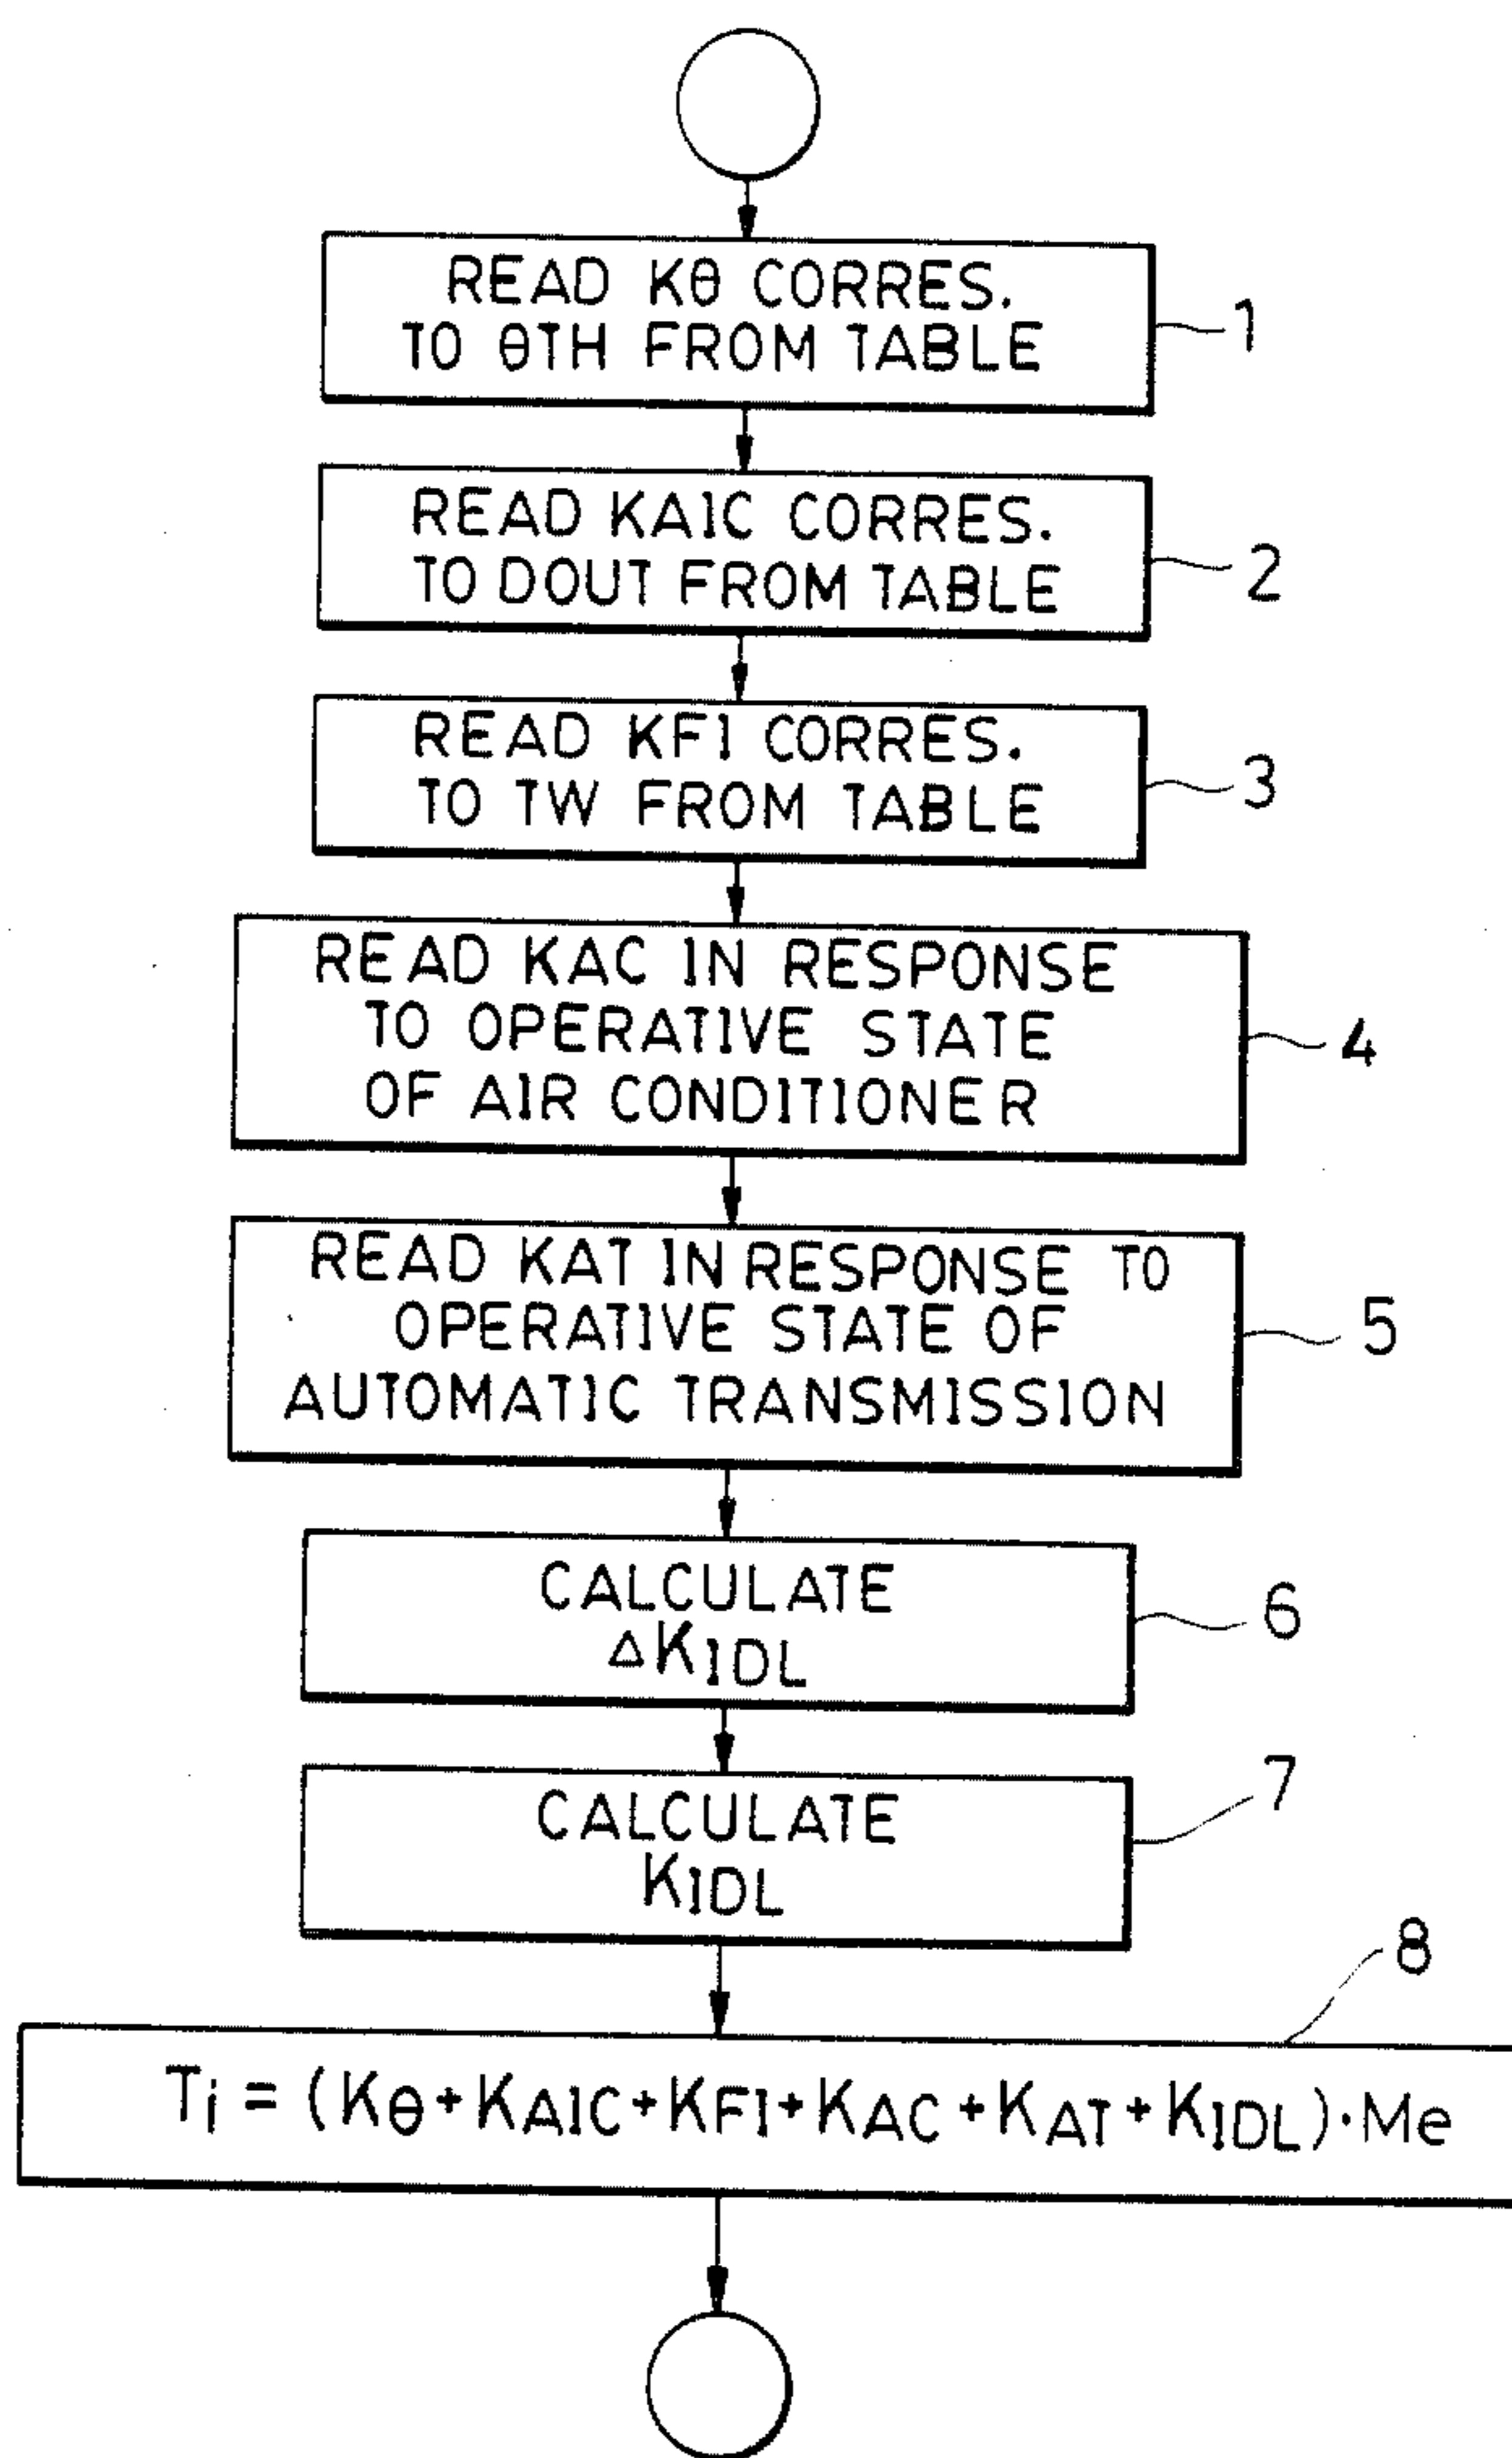 READ Kθ CORRES.
TO θTH FROM TABLE
1
READ KAIC CORRES.
TO DOUT FROM TABLE
2
READ KFI CORRES.
TO TW FROM TABLE
3
READ KAC IN RESPONSE
TO OPERATIVE STATE
OF AIR CONDITIONER
4
READ KAT IN RESPONSE TO
OPERATIVE STATE OF
AUTOMATIC TRANSMISSION
5
CALCULATE
ΔKIDL
6
CALCULATE
KIDL
7
8
Ti = (Kθ+KAIC+KFI+KAC+KAT+KIDL)·Me